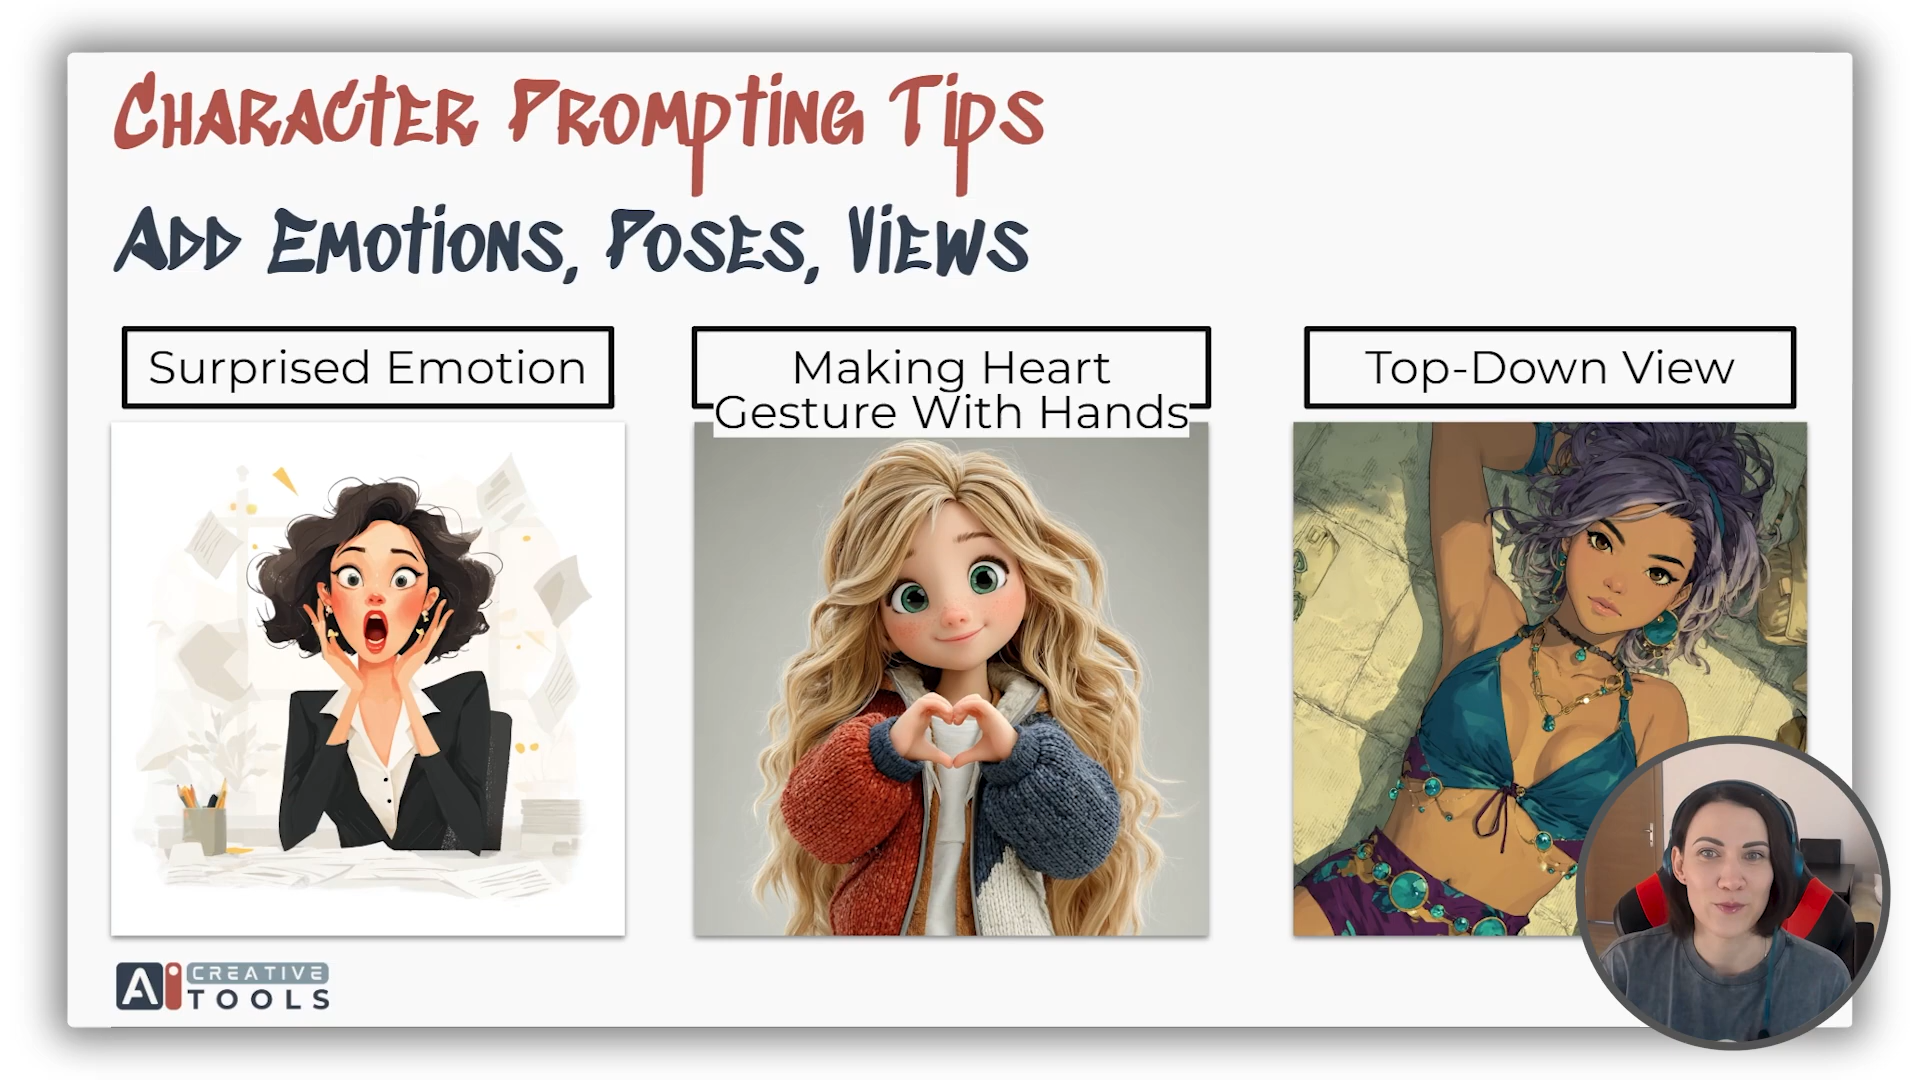 Character Prompting Tips
Add Emotions, Poses, Views
Surprised Emotion
Making Heart
Gesture With Hands
Top-Down View
Ai CREATIVE
TOOLS